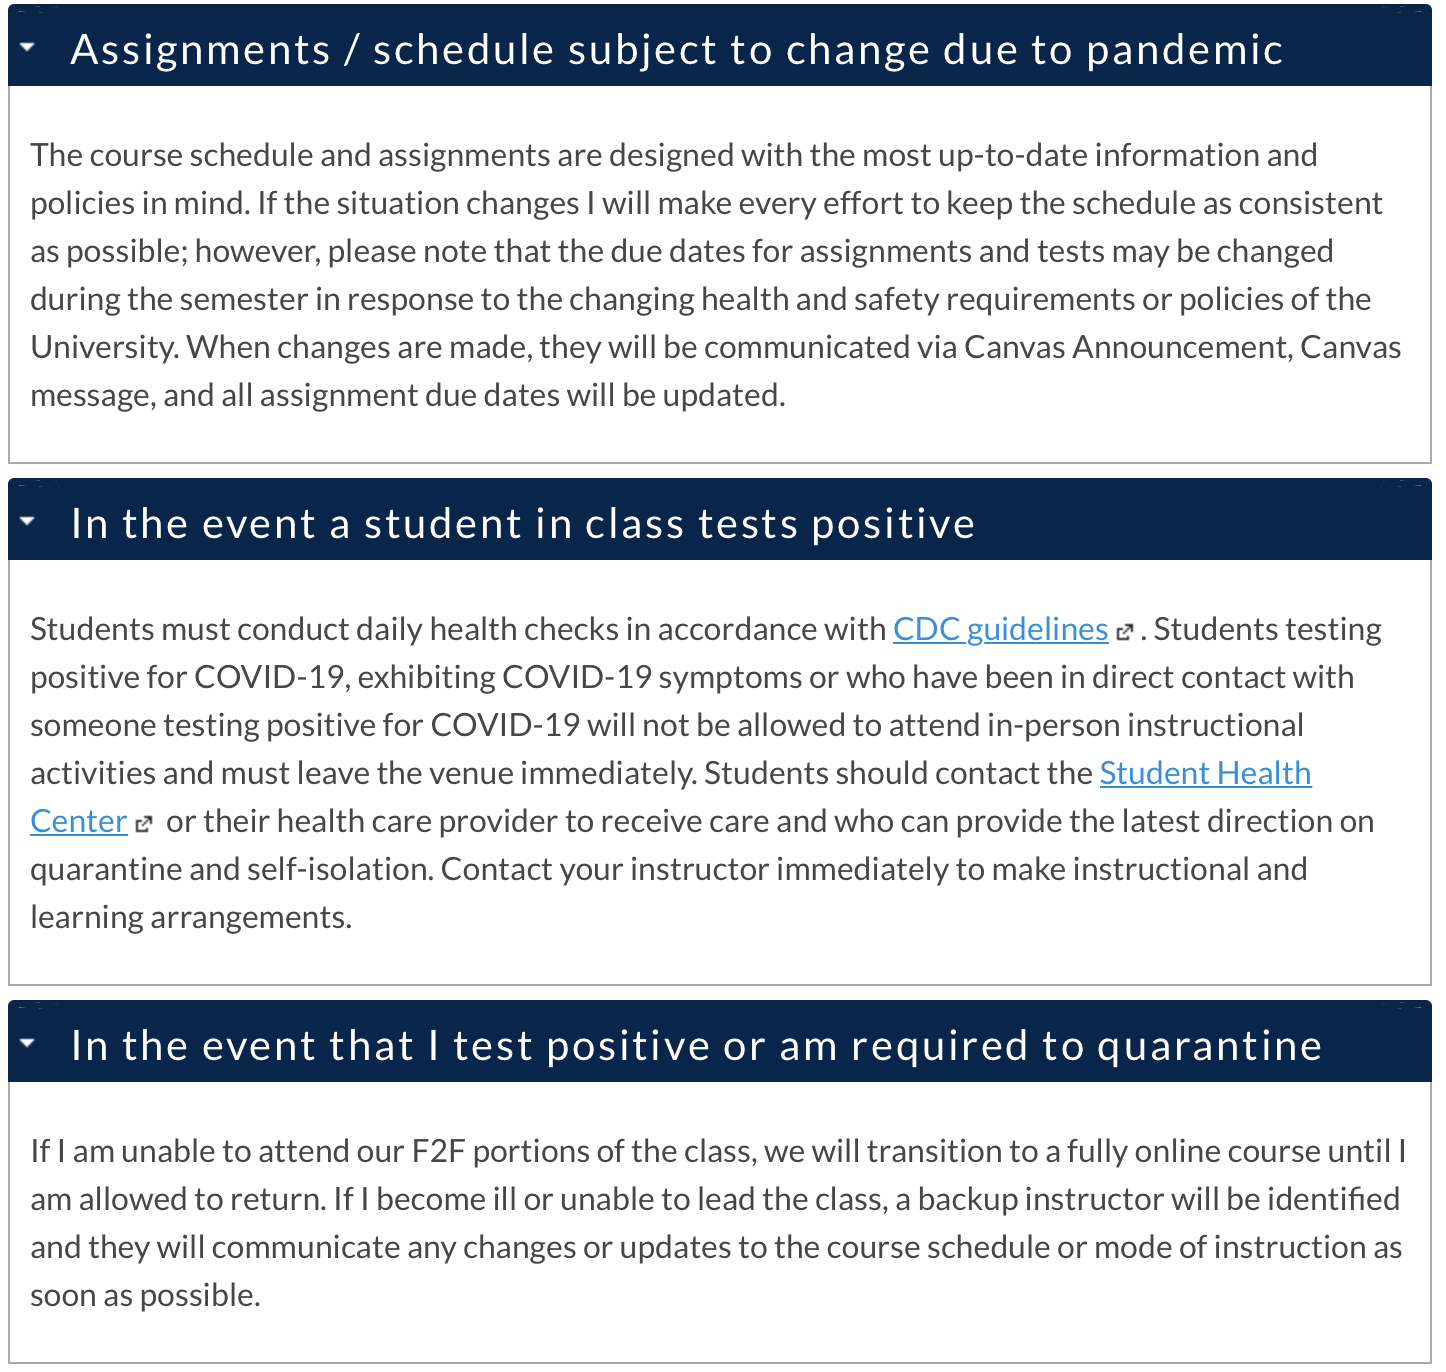 Assignments / schedule subject to change due to pandemic
The course schedule and assignments are designed with the most up-to-date information and
policies in mind. If the situation changes I will make every effort to keep the schedule as consistent
as possible; however, please note that the due dates for assignments and tests may be changed
during the semester in response to the changing health and safety requirements or policies of the
University. When changes are made, they will be communicated via Canvas Announcement, Canvas
message, and all assignment due dates will be updated.
In the event a student in class tests positive
Students must conduct daily health checks in accordance with CDC guidelines . Students testing
positive for COVID-19, exhibiting COVID-19 symptoms or who have been in direct contact with
someone testing positive for COVID-19 will not be allowed to attend in-person instructional
activities and must leave the venue immediately. Students should contact the Student Health
Center or their health care provider to receive care and who can provide the latest direction on
quarantine and self-isolation. Contact your instructor immediately to make instructional and
learning arrangements.
In the event that I test positive or am required to quarantine
If I am unable to attend our F2F portions of the class, we will transition to a fully online course until I
am allowed to return. If I become ill or unable to lead the class, a backup instructor will be identified
and they will communicate any changes or updates to the course schedule or mode of instruction as
soon as possible.